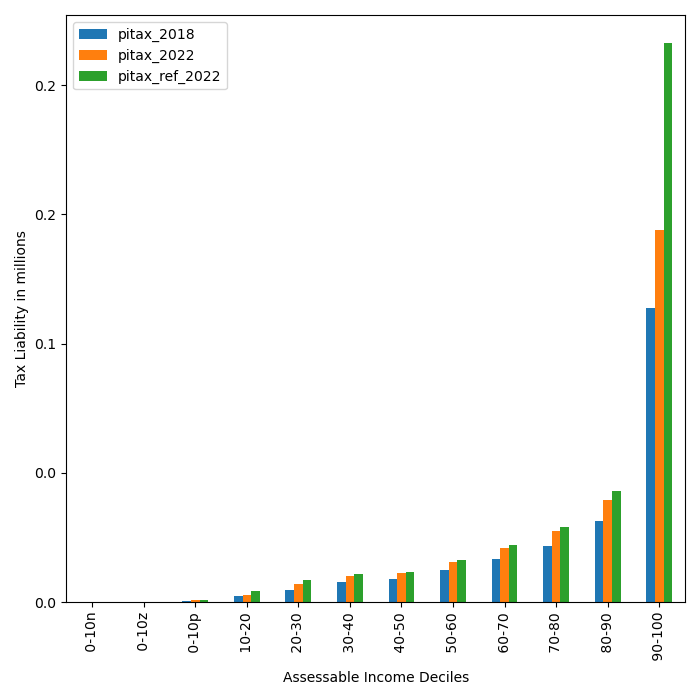 pitax_2018
pitax_2022
pitax_ref_2022
0.2
0.2
0.1
0.0
0.0
Tax Liability in millions
0-10n
0-10z
0-10p
10-20
20-30
30-40
40-50
50-60
60-70
70-80
80-90
90-100
Assessable Income Deciles